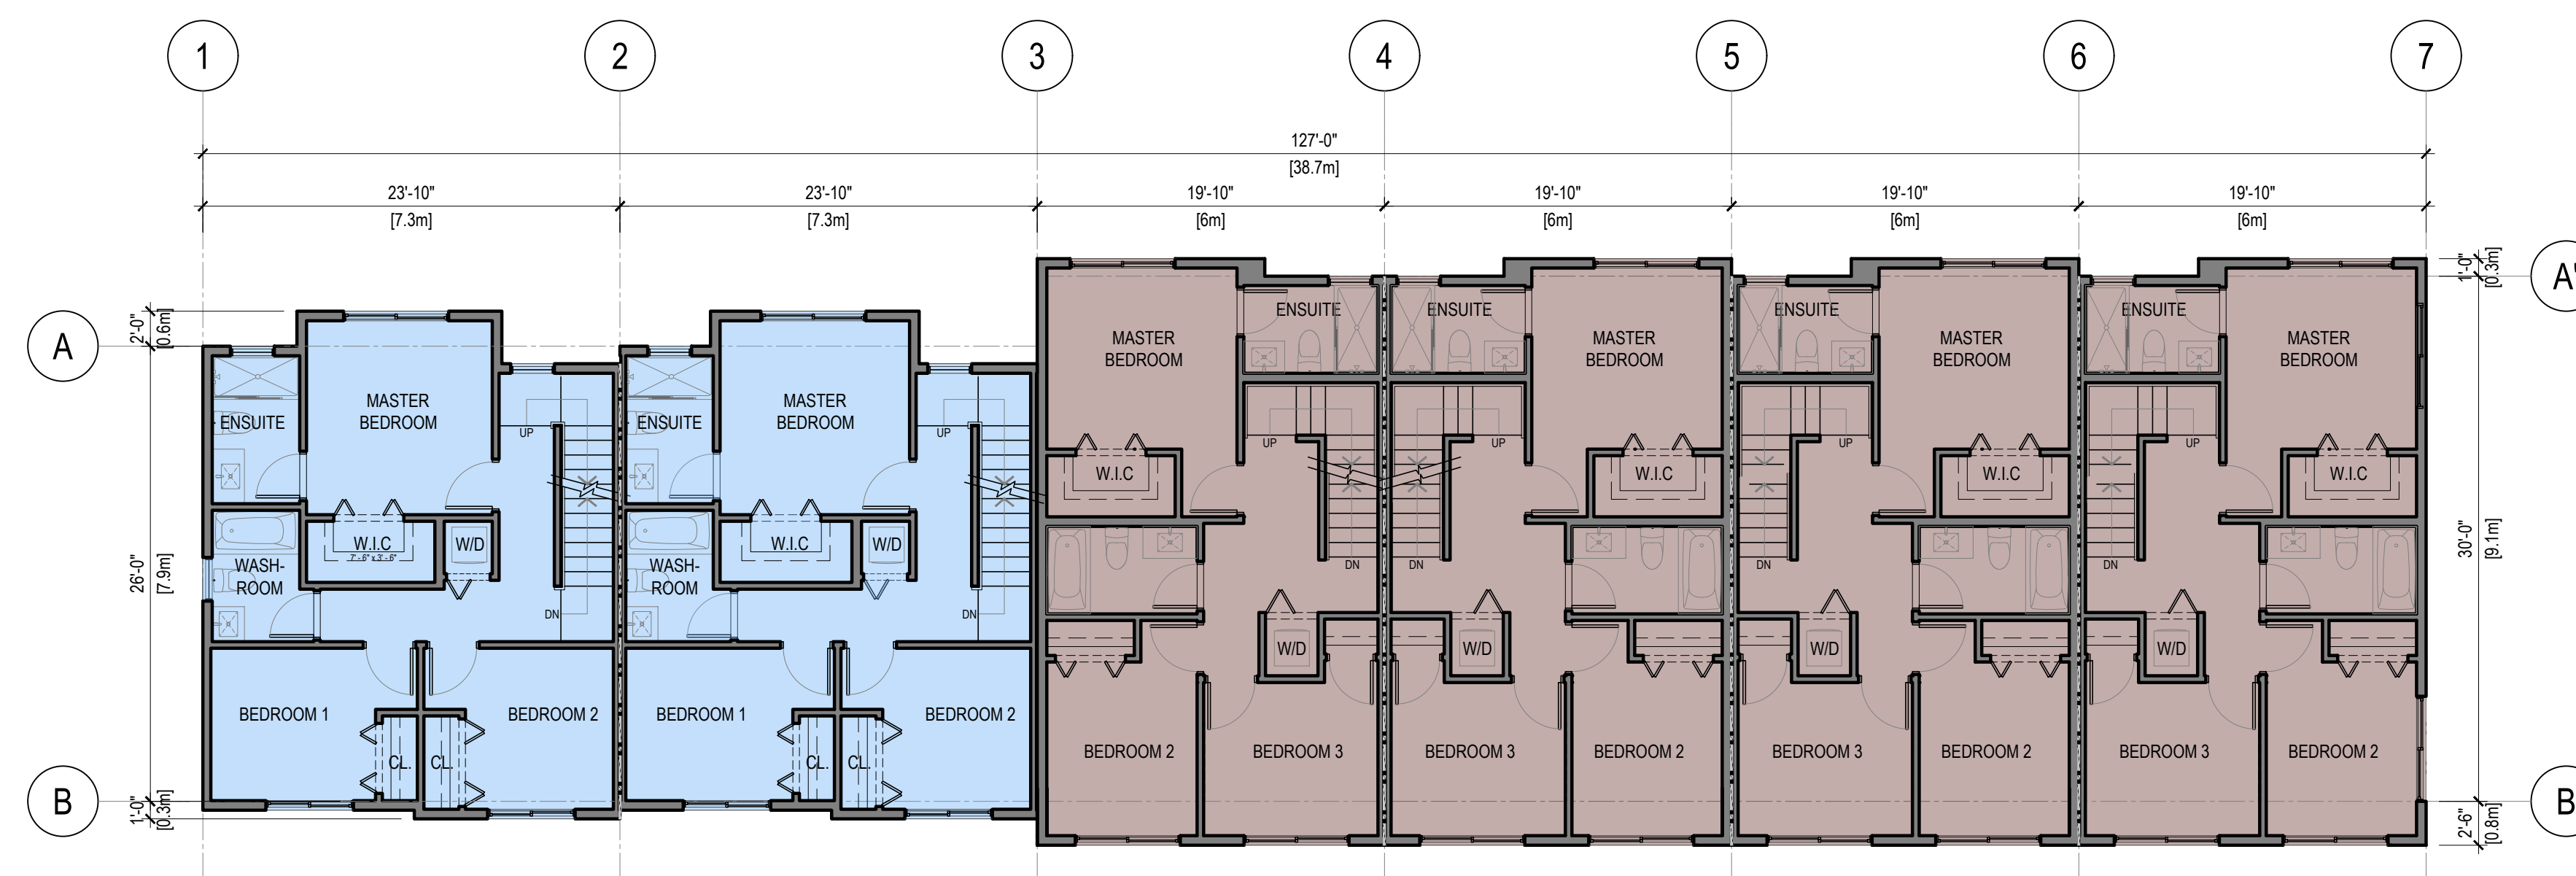 1 2 3 4 5 6 7
127'-0"
[38.7m]
23'-10" 23'-10" 19'-10" 19'-10" 19'-10" 19'-10"
[7.3m] [7.3m] [6m] [6m] [6m] [6m]
A
B
A'
B
2'-0"
[0.6m]
26'-0"
[7.9m]
1'-0"
[0.3m]
ENSUITE
MASTER
BEDROOM
UP
W.I.C
7' - 6" x 3' - 6"
W/D
WASH-
ROOM
DN
BEDROOM 1
CL.
CL.
BEDROOM 2
ENSUITE
MASTER
BEDROOM
UP
W.I.C
W/D
WASH-
ROOM
DN
BEDROOM 1
CL.
CL.
BEDROOM 2
MASTER
BEDROOM
ENSUITE
UP
W.I.C
DN
W/D
BEDROOM 2
BEDROOM 3
ENSUITE
MASTER
BEDROOM
UP
W.I.C
DN
W/D
BEDROOM 3
BEDROOM 2
ENSUITE
MASTER
BEDROOM
UP
W.I.C
DN
W/D
BEDROOM 3
BEDROOM 2
ENSUITE
MASTER
BEDROOM
UP
W.I.C
DN
W/D
BEDROOM 3
BEDROOM 2
1'-0"
[0.3m]
30'-0"
[9.1m]
2'-6"
[0.8m]